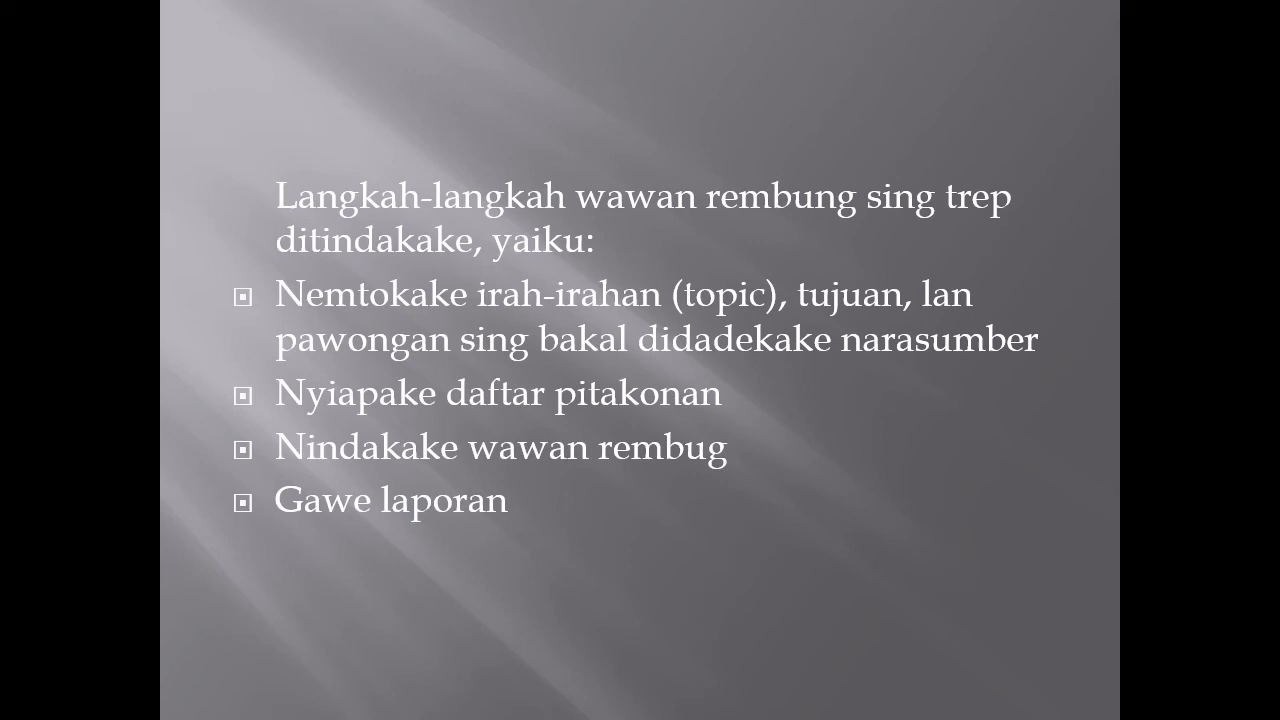 Langkah-langkah wawan rembung sing trep
ditindakake, yaiku:
Nemtokake irah-irahan (topic), tujuan, lan
pawongan sing bakal didadekake narasumber
Nyiapake daftar pitakonan
Nindakake wawan rembug
Gawe laporan